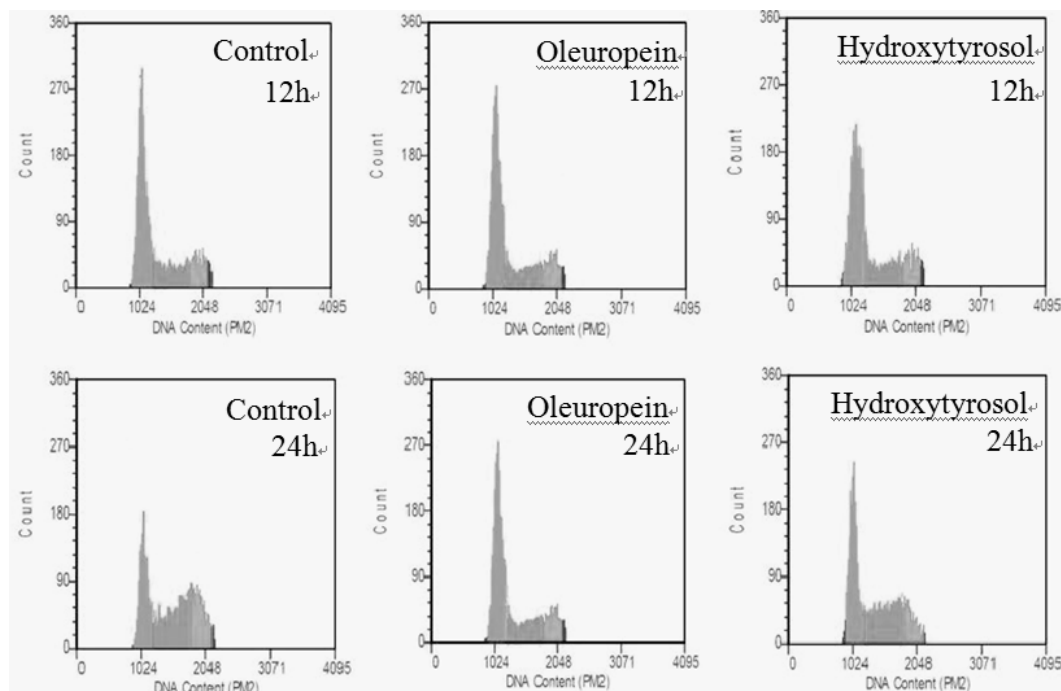 360
270
180
90
0
Count
Control
12h
0 1024 2048 3071 4095
DNA Content (PM2)
360
270
180
90
0
Count
Oleuropein
12h
0 1024 2048 3071 4095
DNA Content (PM2)
360
270
180
90
0
Count
Hydroxytyrosol
12h
0 1024 2048 3071 4095
DNA Content (PM2)
360
270
180
90
0
Count
Control
24h
0 1024 2048 3071 4095
DNA Content (PM2)
360
270
180
90
0
Count
Oleuropein
24h
0 1024 2048 3071 4095
DNA Content (PM2)
360
270
180
90
0
Count
Hydroxytyrosol
24h
0 1024 2048 3071 4095
DNA Content (PM2)